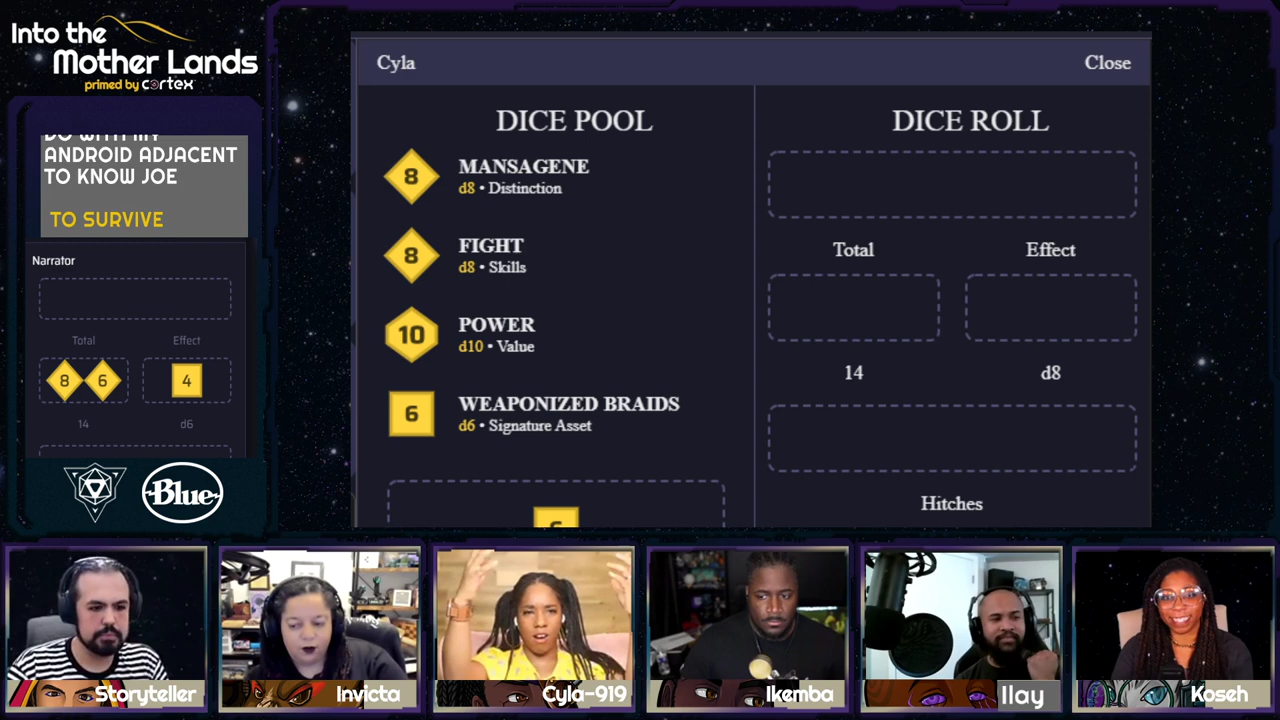 Into the
Mother Lands
primed by cortex
ANDROID ADJACENT
TO KNOW JOE
TO SURVIVE
Narrator
Total
Effect
8
6
4
14
d6
Blue
Cyla
Close
DICE POOL
8
MANSAGENE
d8 • Distinction
8
FIGHT
d8 • Skills
10
POWER
d10 • Value
6
WEAPONIZED BRAIDS
d6 • Signature Asset
DICE ROLL
Total
Effect
14
d8
Hitches
Storyteller
Invicta
Cyla-919
Ikemba
Ilay
Koseh